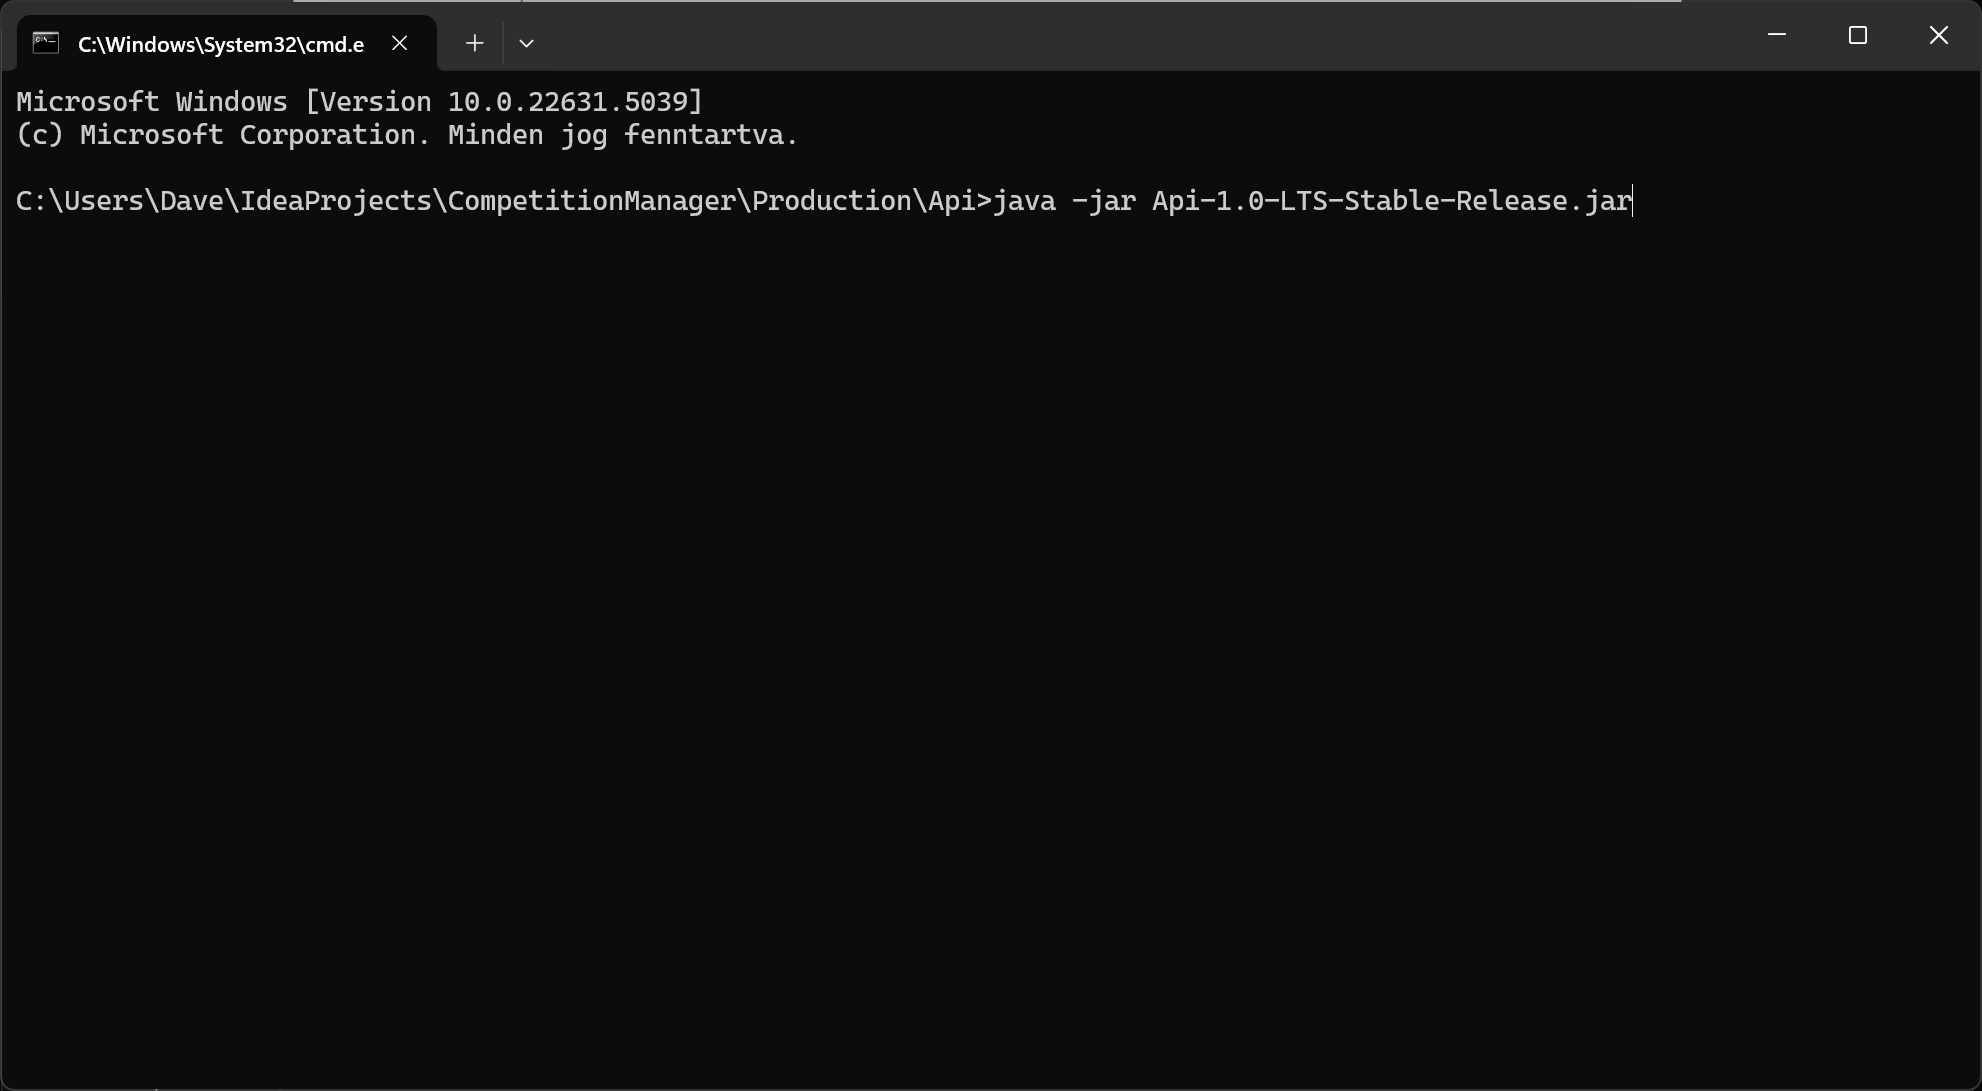 C:\Windows\System32\cmd.e
Microsoft Windows [Version 10.0.22631.5039]
(c) Microsoft Corporation. Minden jog fenntartva.
C:\Users\Dave\IdeaProjects\CompetitionManager\Production\Api>java -jar Api-1.0-LTS-Stable-Release.jar